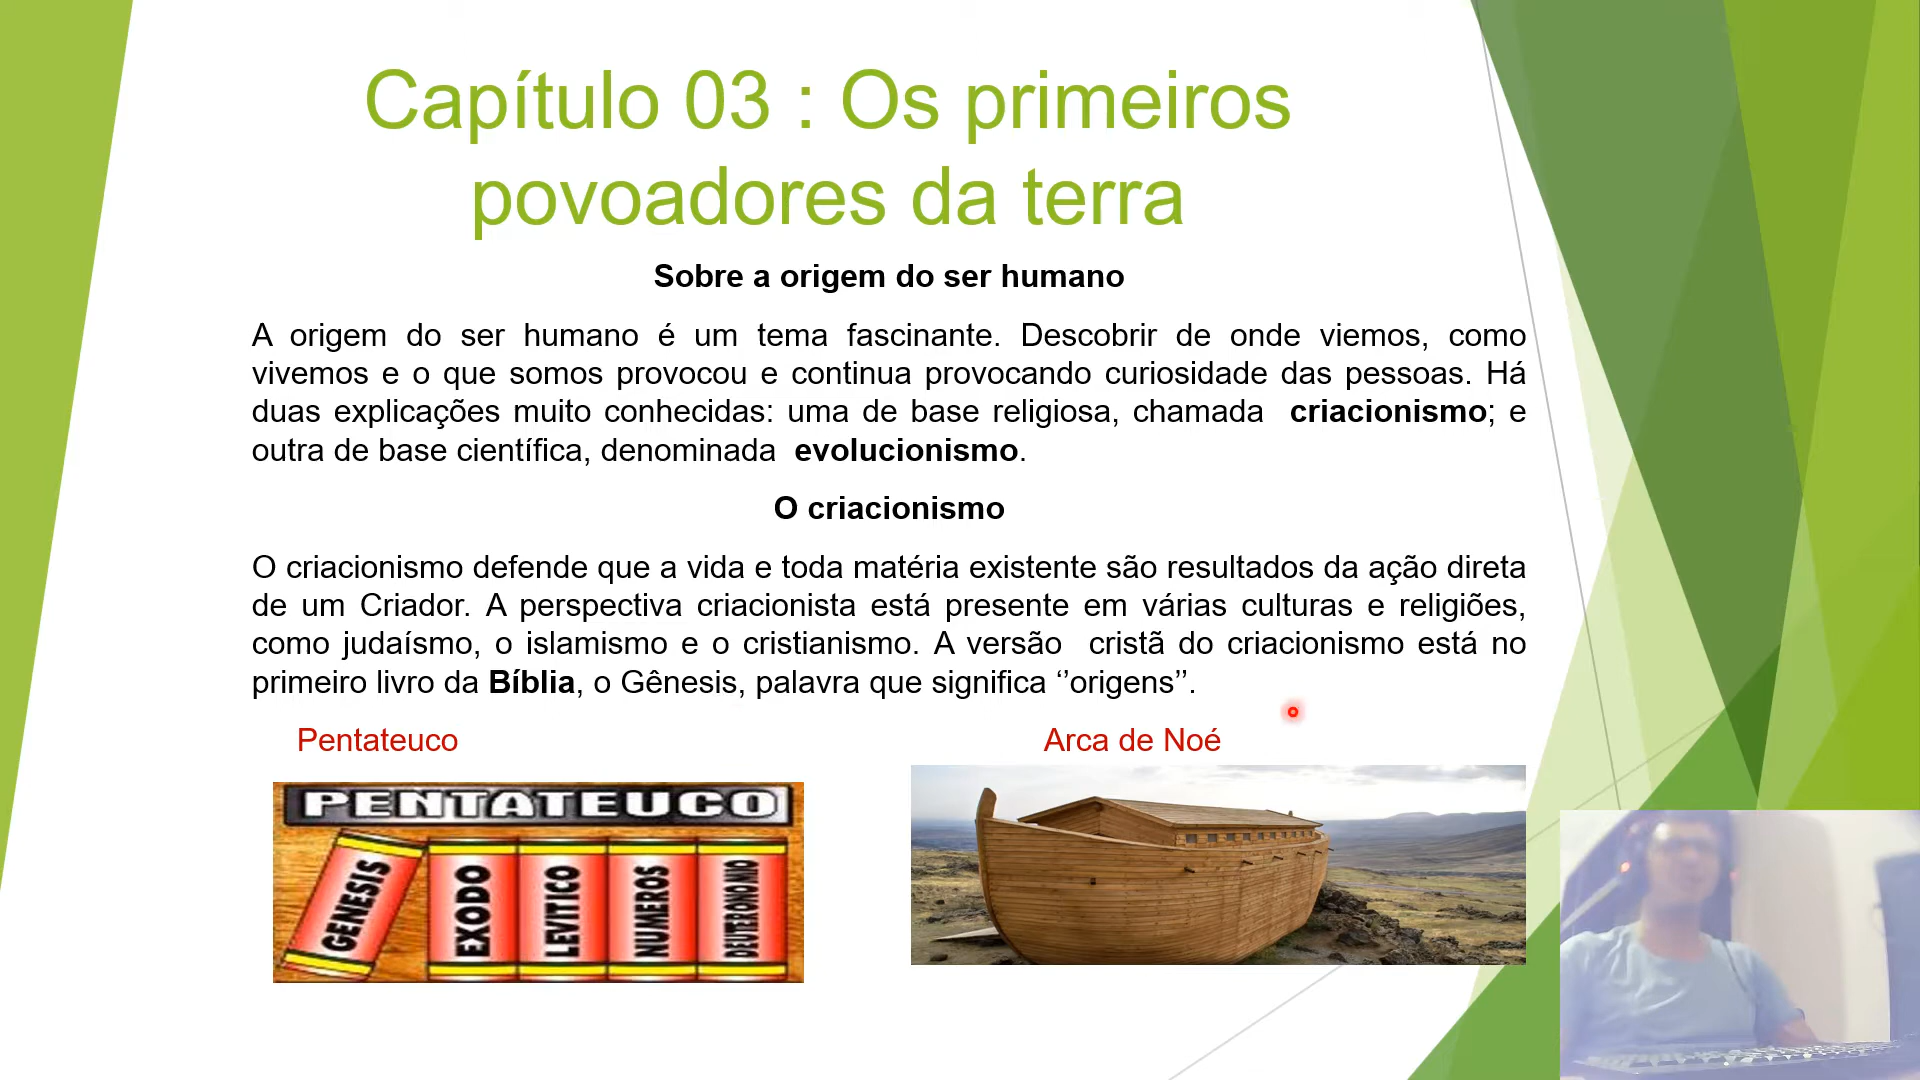 Capítulo 03 : Os primeiros
povoadores da terra
Sobre a origem do ser humano
A origem do ser humano é um tema fascinante. Descobrir de onde viemos, como
vivemos e o que somos provocou e continua provocando curiosidade das pessoas. Há
duas explicações muito conhecidas: uma de base religiosa, chamada criacionismo; e
outra de base científica, denominada evolucionismo.
O criacionismo
O criacionismo defende que a vida e toda matéria existente são resultados da ação direta
de um Criador. A perspectiva criacionista está presente em várias culturas e religiões,
como judaísmo, o islamismo e o cristianismo. A versão cristã do criacionismo está no
primeiro livro da Bíblia, o Gênesis, palavra que significa ‘’origens’’.
Pentateuco
Arca de Noé
PENTATEUCO
GENESIS
EXODO
LEVITICO
NUMEROS
DEUTERONOMIO